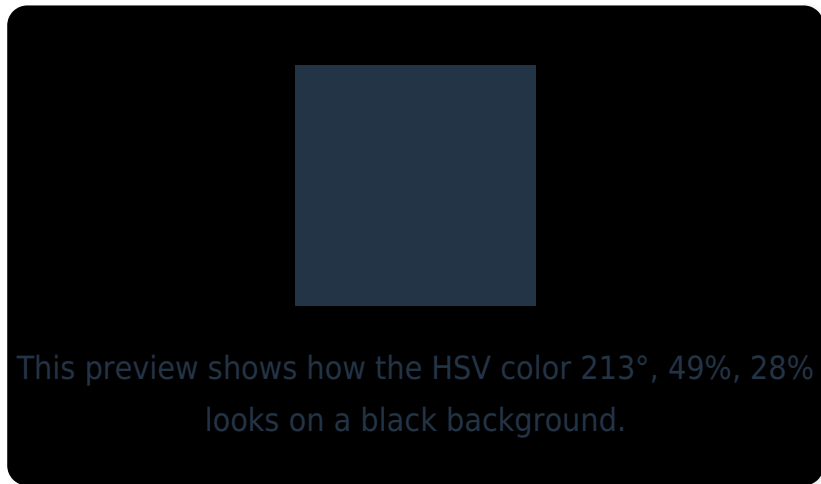 This preview shows how the HSV color 213°, 49%, 28%
looks on a black background.